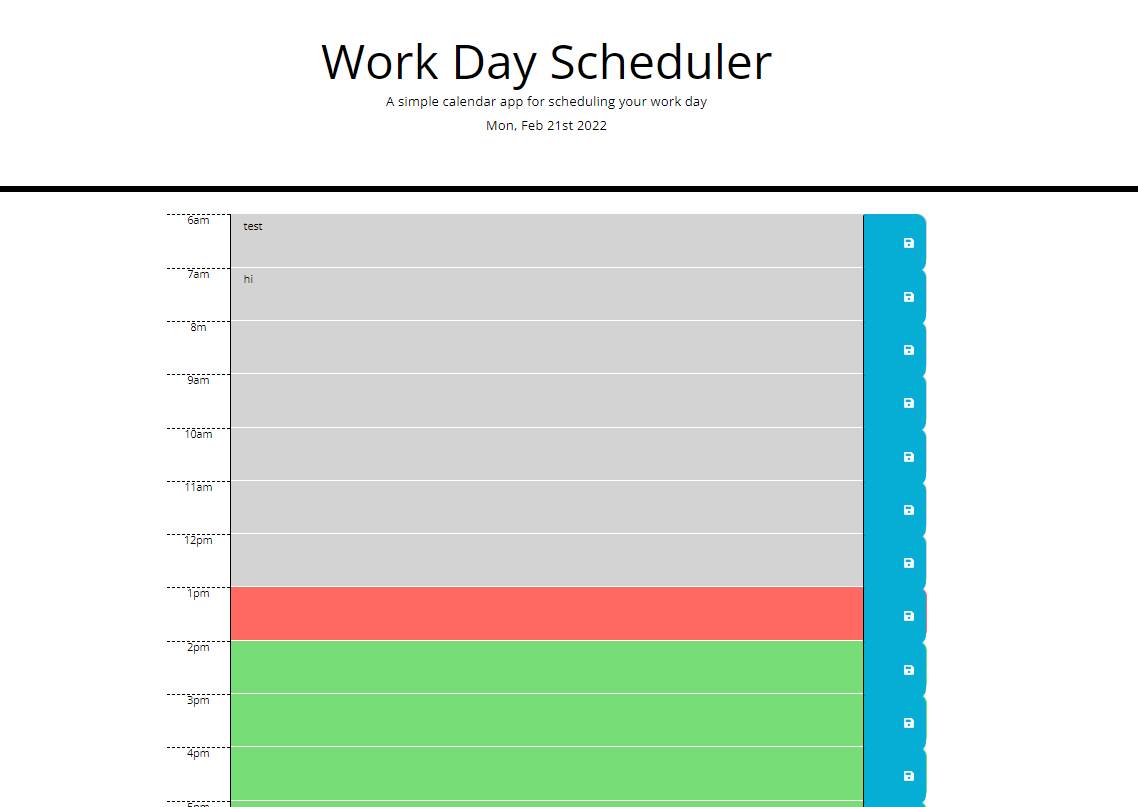 Work Day Scheduler
A simple calendar app for scheduling your work day
Mon, Feb 21st 2022
6am
test
7am
hi
8m
9am
10am
11am
12pm
1pm
2pm
3pm
4pm
5pm